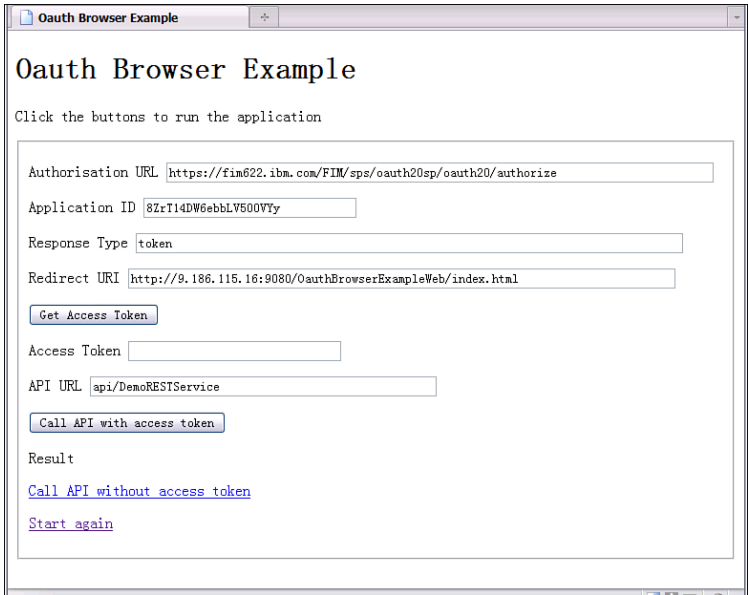 Oauth Browser Example
Oauth Browser Example
Click the buttons to run the application
Authorisation URL https://fim622.ibm.com/FIM/sps/oauth20sp/oauth20/authorize
Application ID 8ZrT14DW6ebbLV500VYy
Response Type token
Redirect URI http://9.186.115.16:9080/OauthBrowserExampleWeb/index.html
Get Access Token
Access Token
API URL api/DemoRESTService
Call API with access token
Result
Call API without access token
Start again